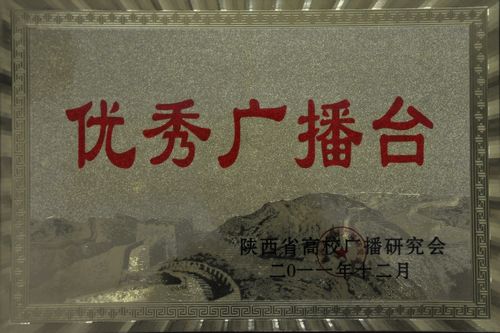 优秀广播台
陕西省高校广播研究会
二〇一一年十二月